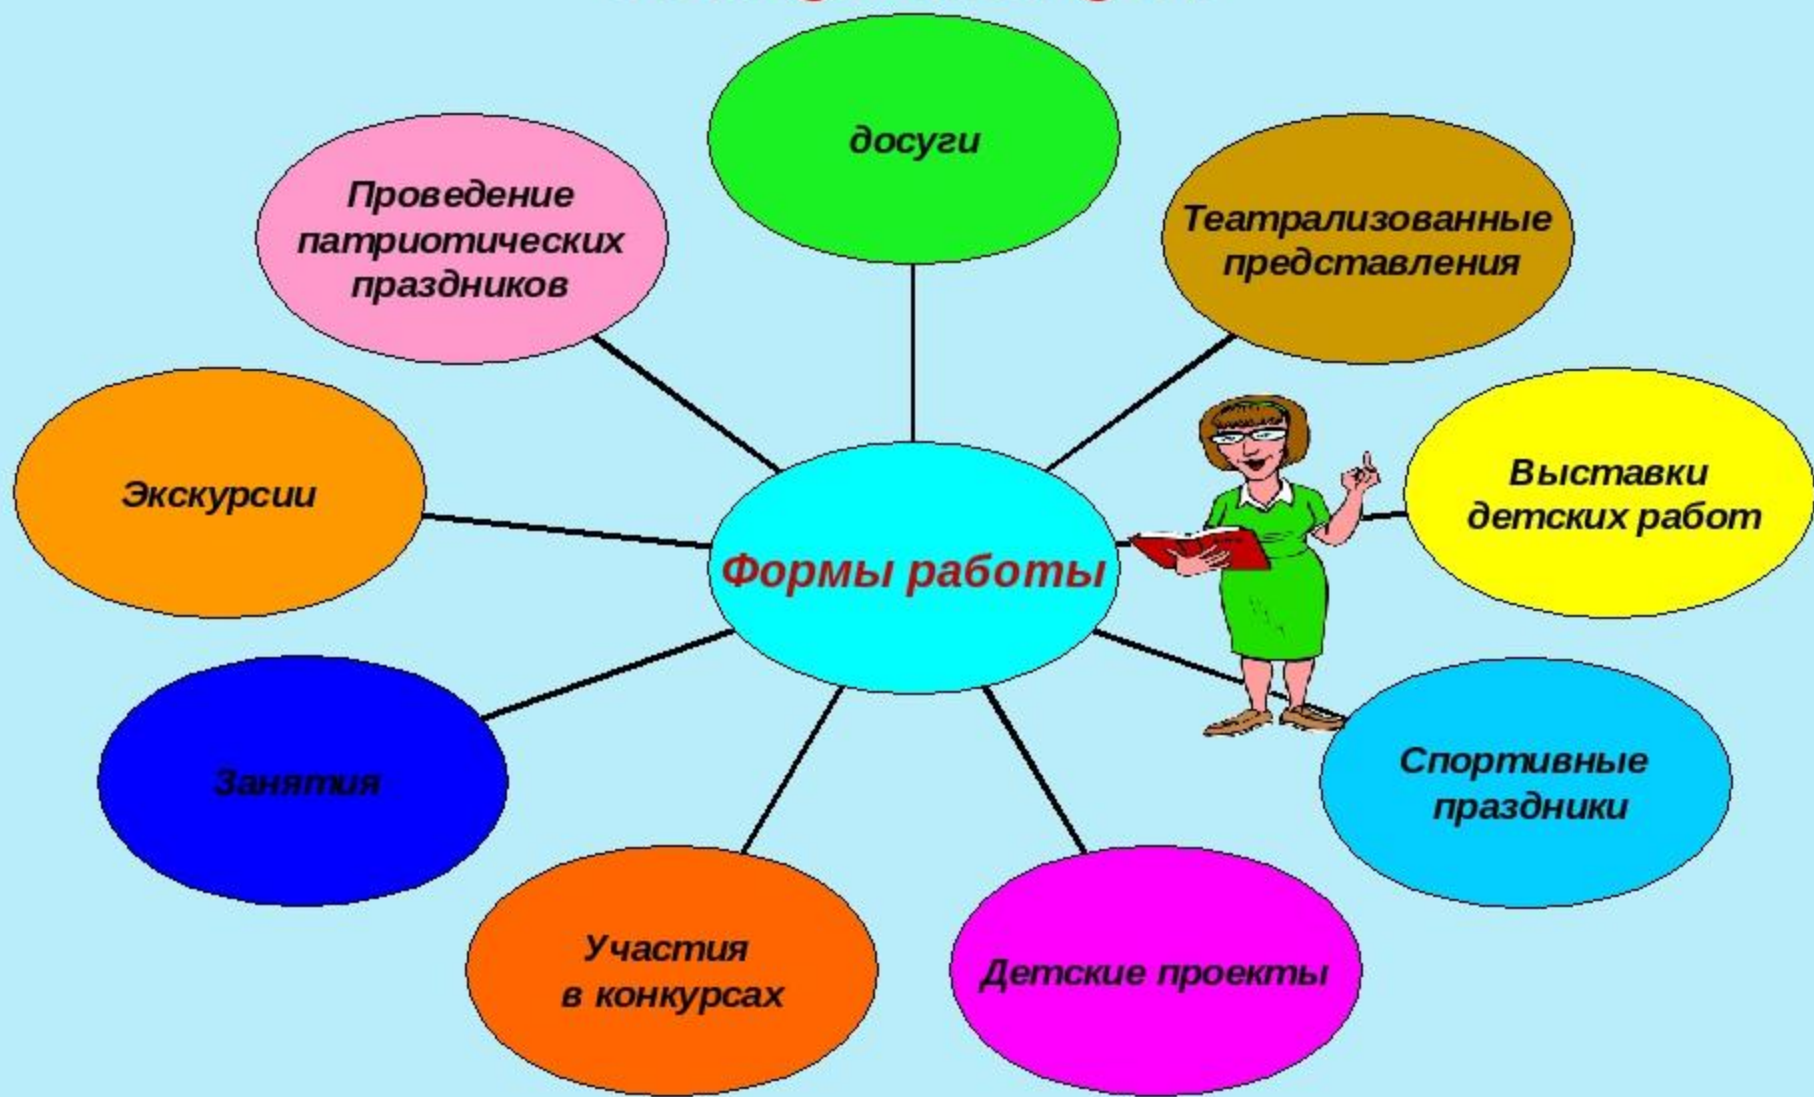 досуги
Проведение
патриотических
праздников
Театрализованные
представления
Экскурсии
Выставки
детских работ
Формы работы
Занятия
Спортивные
праздники
Участия
в конкурсах
Детские проекты